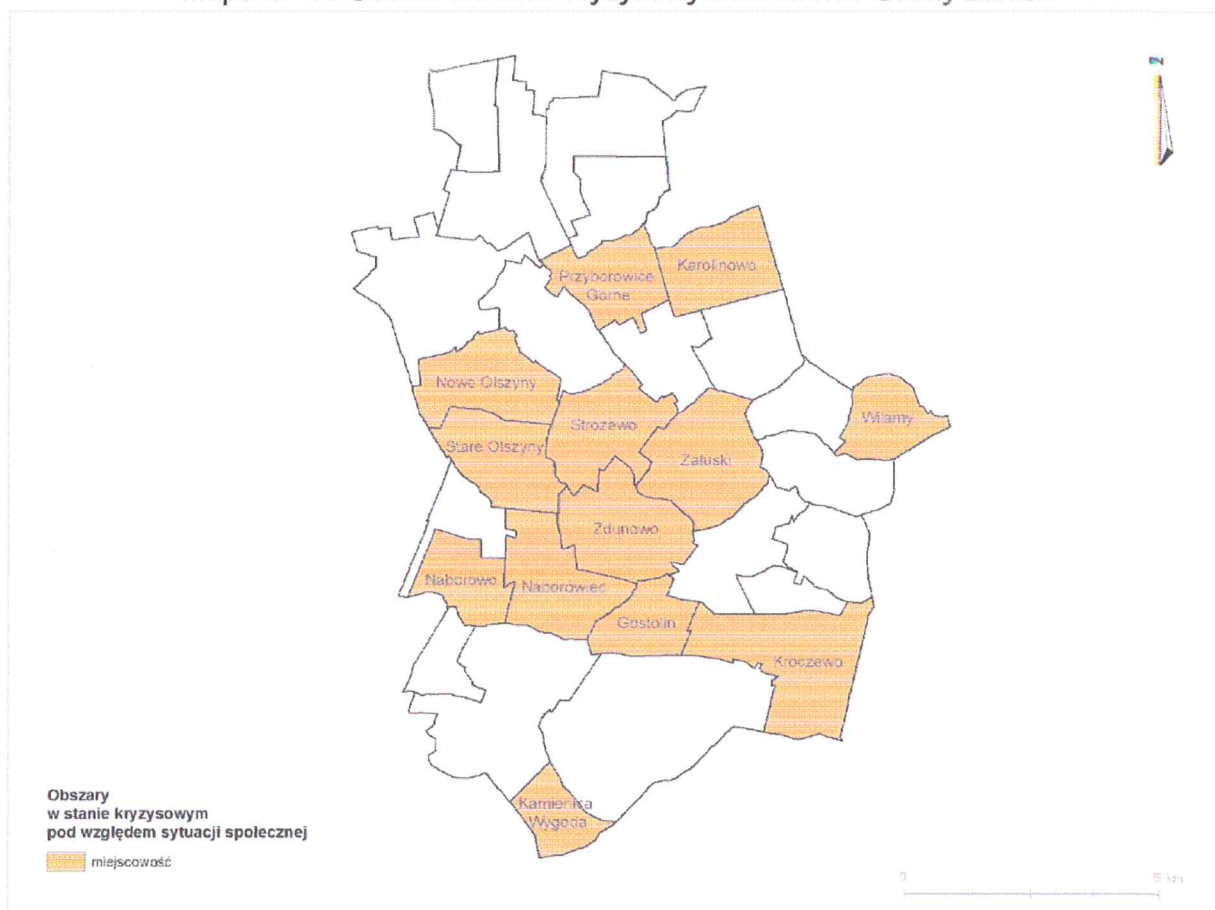 Z
Karolinowo
Przyborowice
Górne
Nowe Olszyny
Wilamy
Strożewo
Stare Olszyny
Załuski
Zdunowo
Naborowo
Naborowiec
Gostolin
Kroczewo
Kamienica
Wygoda
Obszary
w stanie kryzysowym
pod względem sytuacji społecznej
miejscowość
0
5 km